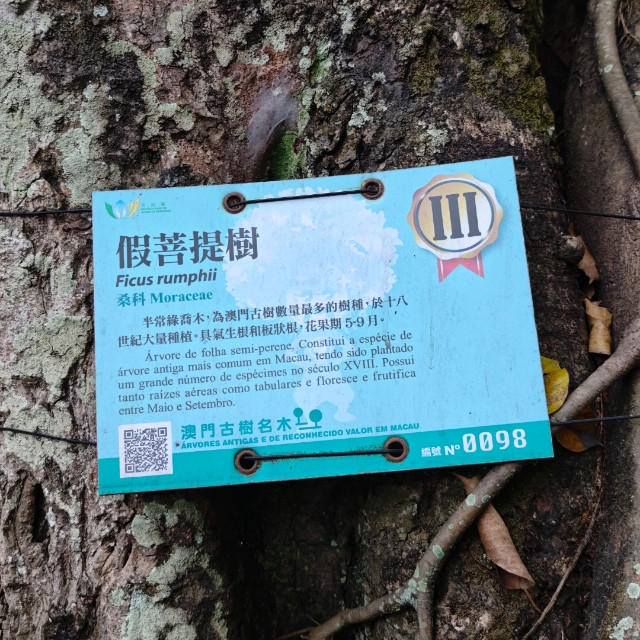 III
假菩提樹
Ficus rumphii
桑科 Moraceae
半常綠喬木，為澳門古樹數量最多的樹種，於十八
世紀大量種植，具氣生根和板狀根，花果期 5-9 月。
Árvore de folha semi-perene. Constitui a espécie de
árvore antiga mais comum em Macau, tendo sido plantado
um grande número de espécimes no século XVIII. Possui
tanto raízes aéreas como tabulares e floresce e frutifica
entre Maio e Setembro.
澳門古樹名木
ÁRVORES ANTIGAS E DE RECONHECIDO VALOR EM MACAU
編號 Nº 0098